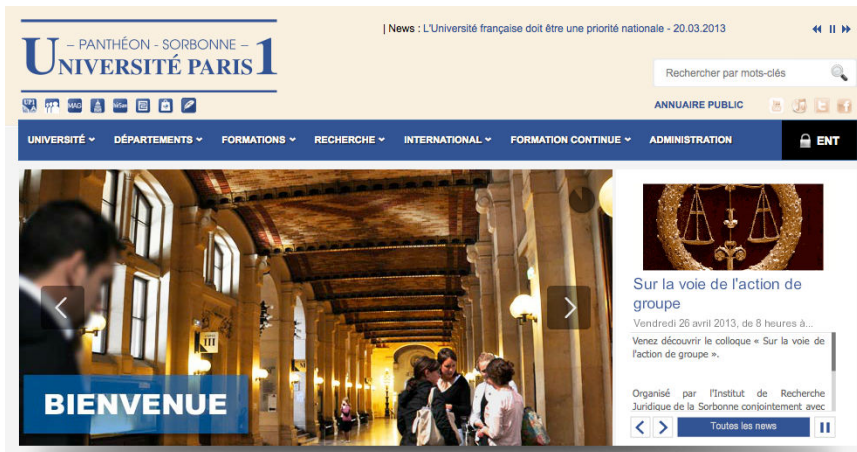 | News : L'Université française doit être une priorité nationale - 20.03.2013
– PANTHÉON - SORBONNE –
UNIVERSITÉ PARIS 1
Rechercher par mots-clés
MAG
ANNUAIRE PUBLIC
UNIVERSITÉ
DÉPARTEMENTS
FORMATIONS
RECHERCHE
INTERNATIONAL
FORMATION CONTINUE
ADMINISTRATION
ENT
III
BIENVENUE
Sur la voie de l'action de
groupe
Vendredi 26 avril 2013, de 8 heures à...
Venez découvrir le colloque « Sur la voie de
l'action de groupe ».
Organisé par l'Institut de Recherche
Juridique de la Sorbonne conjointement avec
Toutes les news